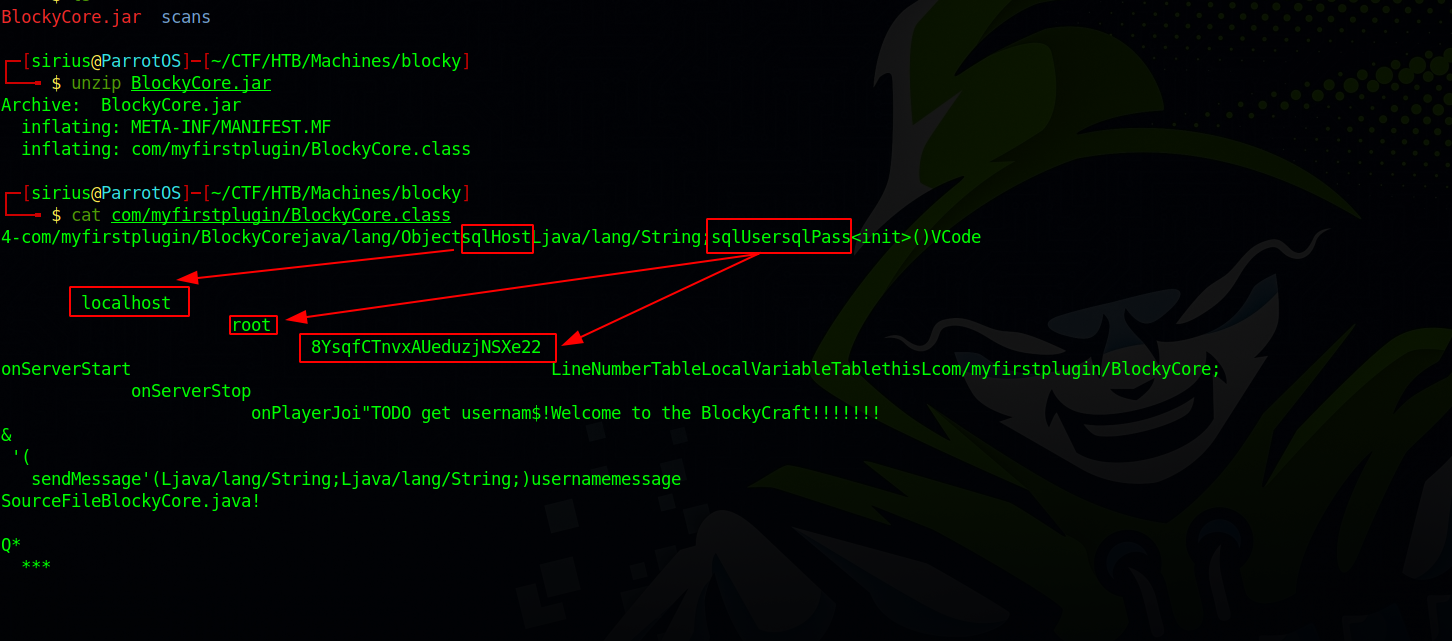 BlockyCore.jar scans
┌─[sirius@ParrotOS]─[~/CTF/HTB/Machines/blocky]
└──╼ $ unzip BlockyCore.jar
Archive:  BlockyCore.jar
  inflating: META-INF/MANIFEST.MF
  inflating: com/myfirstplugin/BlockyCore.class
┌─[sirius@ParrotOS]─[~/CTF/HTB/Machines/blocky]
└──╼ $ cat com/myfirstplugin/BlockyCore.class
4-com/myfirstplugin/BlockyCorejava/lang/ObjectsqlHostLjava/lang/String;sqlUsersqlPass<init>()VCode
localhost
root
8YsqfCTnvxAUeduzjNSXe22
onServerStart LineNumberTableLocalVariableTablethisLcom/myfirstplugin/BlockyCore;
onServerStop
onPlayerJoi"TODO get usernam$!Welcome to the BlockyCraft!!!!!!!
&
'(
sendMessage'(Ljava/lang/String;Ljava/lang/String;)usernamemessage
SourceFileBlockyCore.java!
Q*
***